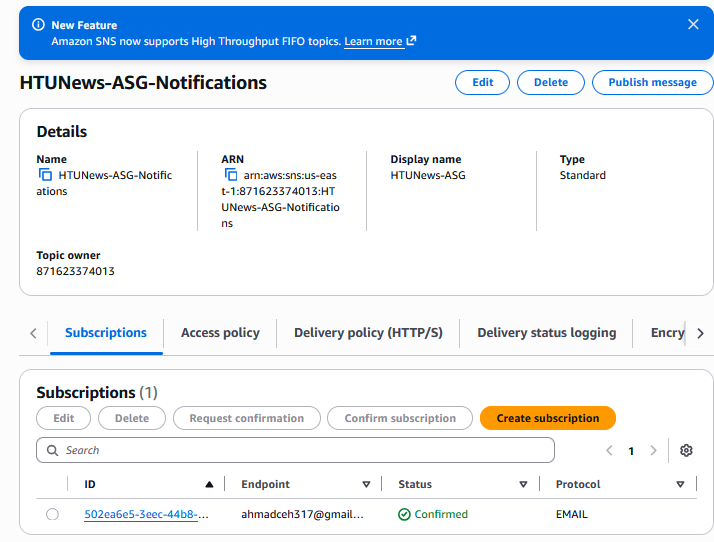 New Feature
Amazon SNS now supports High Throughput FIFO topics. Learn more
HTUNews-ASG-Notifications
Edit
Delete
Publish message
Details
Name
HTUNews-ASG-Notific
ations
ARN
arn:aws:sns:us-eas
t-1:871623374013:HT
UNews-ASG-Notificatio
ns
Display name
HTUNews-ASG
Type
Standard
Topic owner
871623374013
Subscriptions
Access policy
Delivery policy (HTTP/S)
Delivery status logging
Encry
Subscriptions (1)
Edit
Delete
Request confirmation
Confirm subscription
Create subscription
Search
1
ID
Endpoint
Status
Protocol
502ea6e5-3eec-44b8-...
ahmadceh317@gmail...
Confirmed
EMAIL